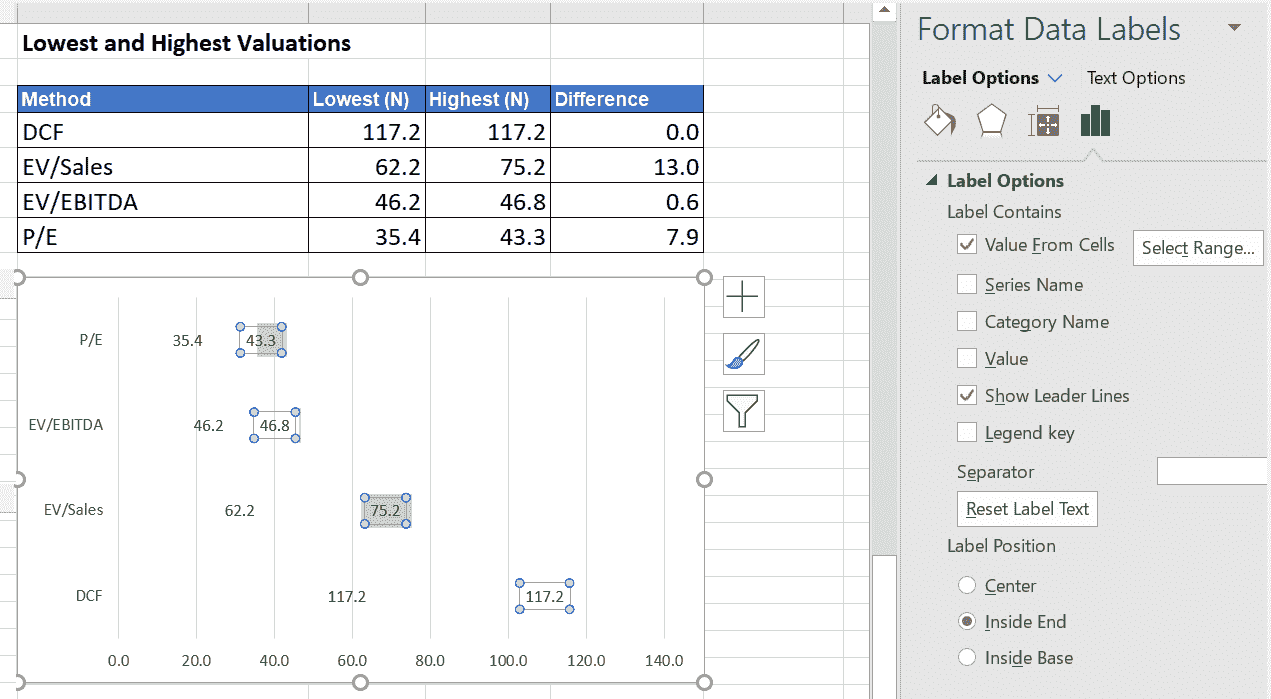 Lowest and Highest Valuations
Method Lowest (N) Highest (N) Difference
DCF 117.2 117.2 0.0
EV/Sales 62.2 75.2 13.0
EV/EBITDA 46.2 46.8 0.6
P/E 35.4 43.3 7.9
P/E 35.4 43.3
EV/EBITDA 46.2 46.8
EV/Sales 62.2 75.2
DCF 117.2 117.2
0.0 20.0 40.0 60.0 80.0 100.0 120.0 140.0
Format Data Labels
Label Options Text Options
Label Options
Label Contains
Value From Cells Select Range...
Series Name
Category Name
Value
Show Leader Lines
Legend key
Separator
Reset Label Text
Label Position
Center
Inside End
Inside Base